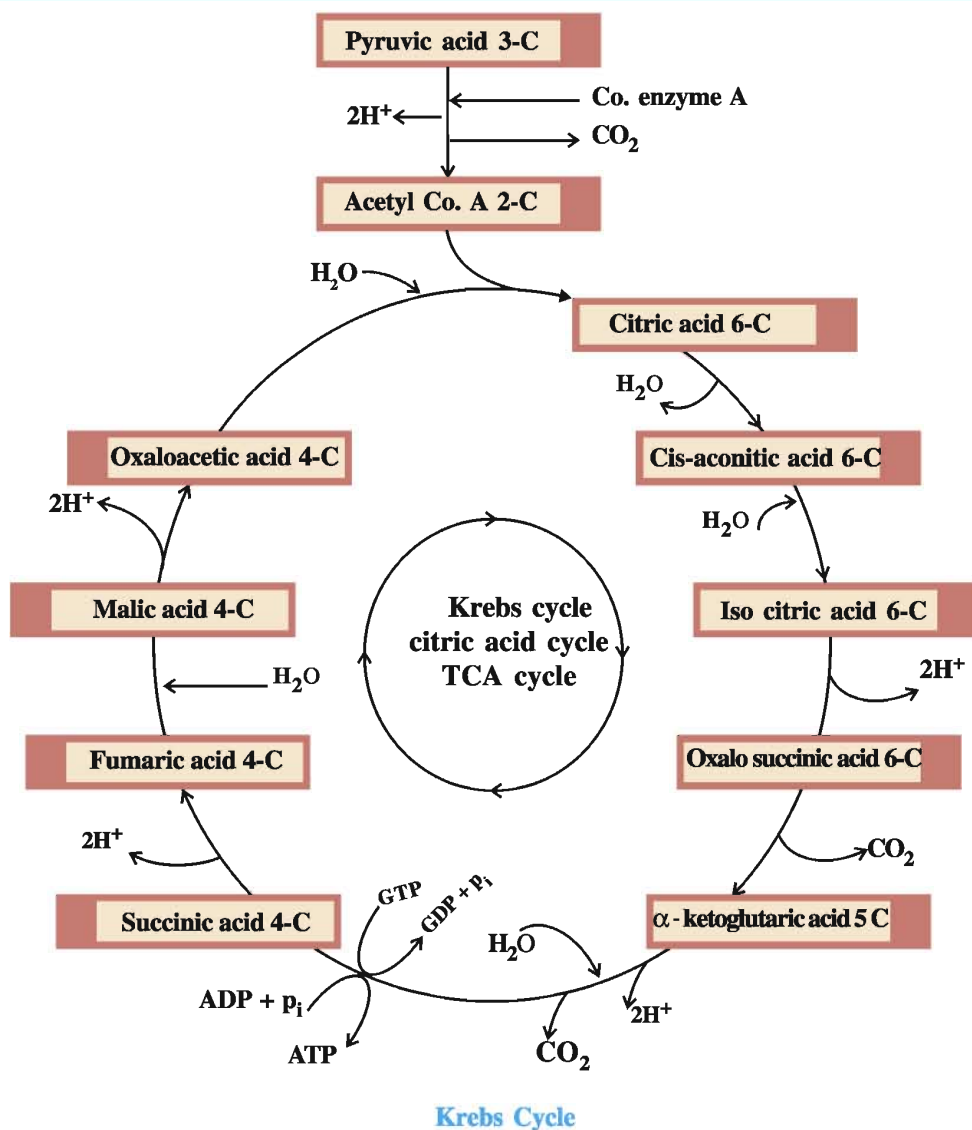 Pyruvic acid 3-C
Co. enzyme A
2H⁺
CO₂
Acetyl Co. A 2-C
H₂O
Citric acid 6-C
H₂O
Oxaloacetic acid 4-C
Cis-aconitic acid 6-C
2H⁺
H₂O
Krebs cycle
citric acid cycle
TCA cycle
Malic acid 4-C
Iso citric acid 6-C
H₂O
2H⁺
Fumaric acid 4-C
Oxalo succinic acid 6-C
2H⁺
CO₂
Succinic acid 4-C
GTP
GDP + pᵢ
H₂O
α - ketoglutaric acid 5 C
ADP + pᵢ
ATP
CO₂
2H⁺
Krebs Cycle